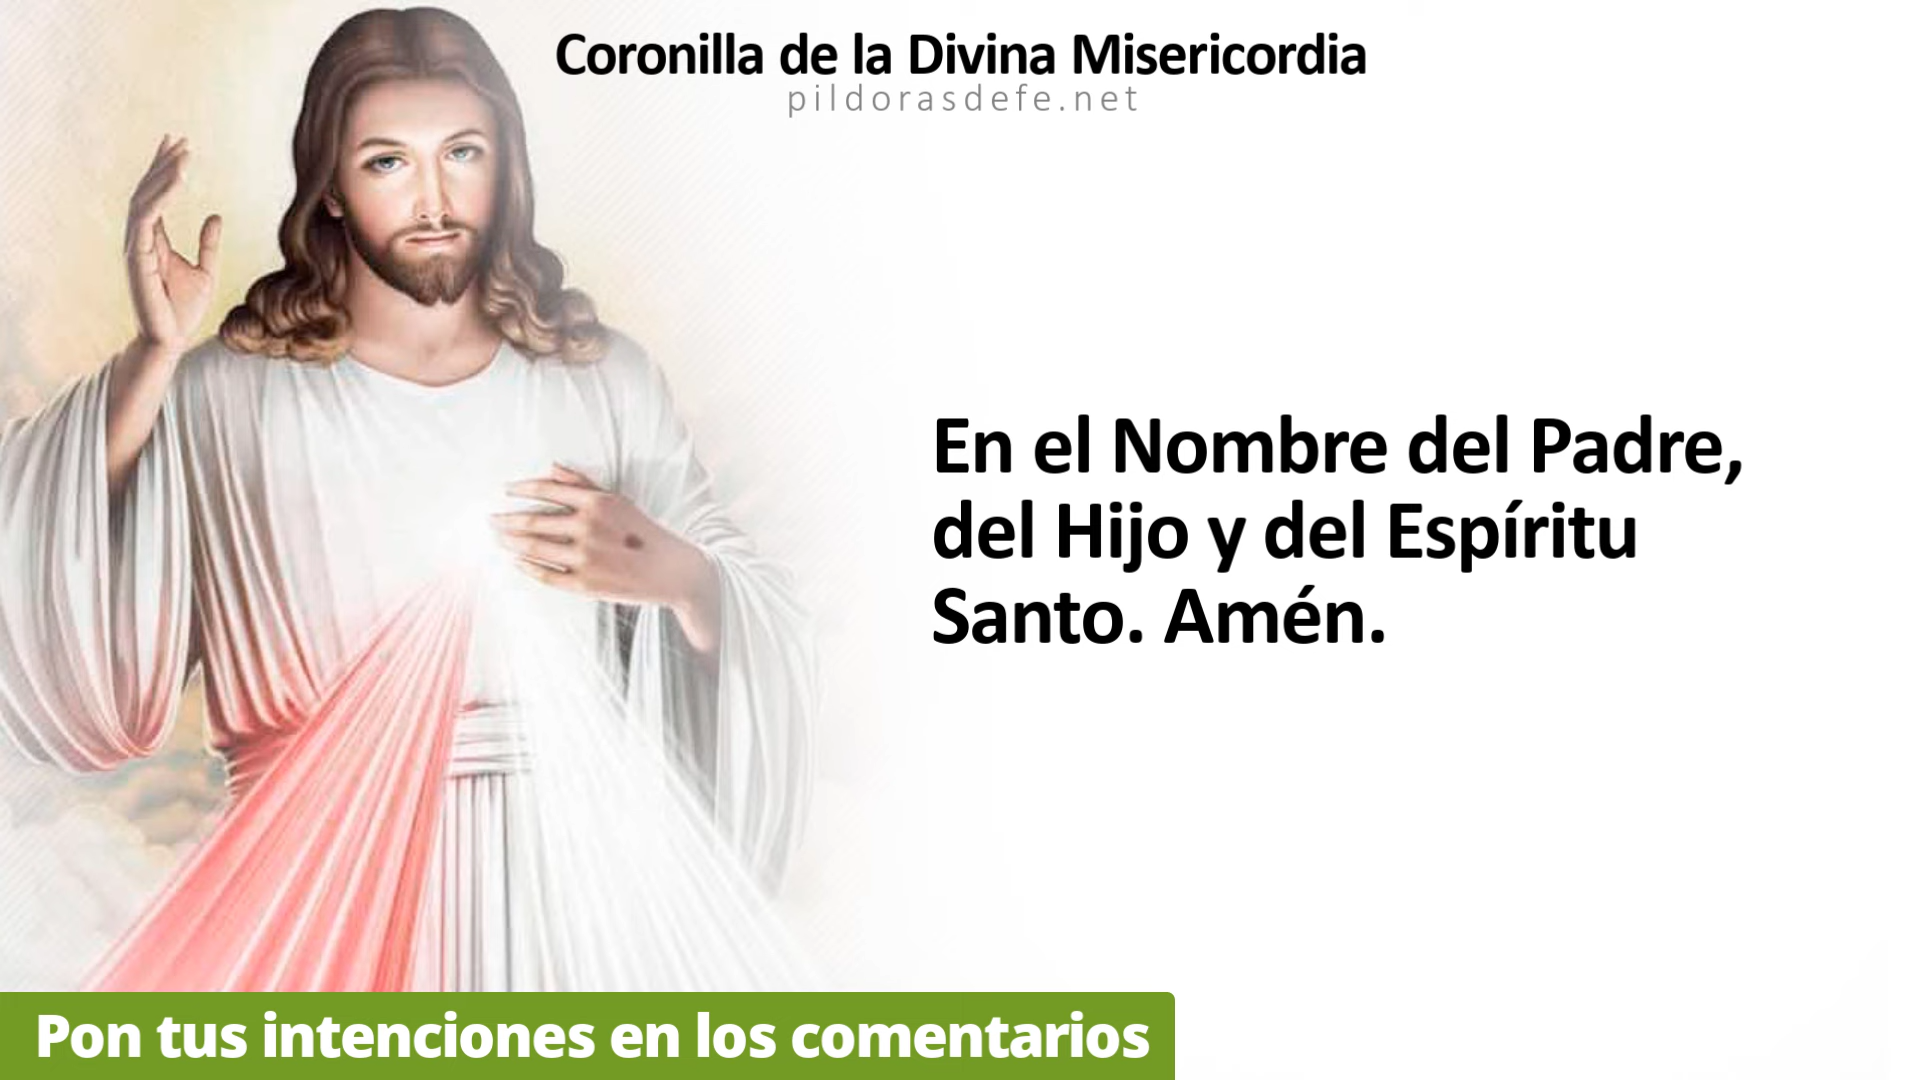 Coronilla de la Divina Misericordia
pildorasdefe.net
En el Nombre del Padre,
del Hijo y del Espíritu
Santo. Amén.
Pon tus intenciones en los comentarios